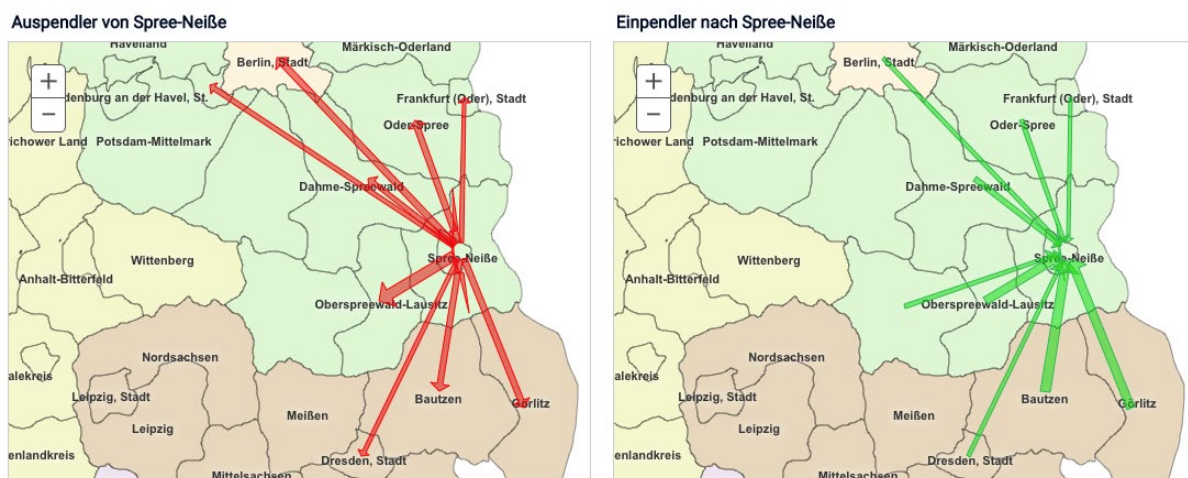 Auspendler von Spree-Neiße
Havelland
Märkisch-Oderland
Berlin, Stadt
+
−
denburg an der Havel, St.
Frankfurt (Oder), Stadt
Oder-Spree
richower Land
Potsdam-Mittelmark
Dahme-Spreewald
Wittenberg
Spree-Neiße
Anhalt-Bitterfeld
Oberspreewald-Lausitz
Nordsachsen
alekreis
Leipzig, Stadt
Bautzen
Görlitz
Meißen
Leipzig
enlandkreis
Dresden, Stadt
Mittelsachsen
Einpendler nach Spree-Neiße
Havelland
Märkisch-Oderland
Berlin, Stadt
+
−
denburg an der Havel, St.
Frankfurt (Oder), Stadt
Oder-Spree
richower Land
Potsdam-Mittelmark
Dahme-Spreewald
Wittenberg
Spree-Neiße
Anhalt-Bitterfeld
Oberspreewald-Lausitz
Nordsachsen
alekreis
Leipzig, Stadt
Bautzen
Görlitz
Meißen
Leipzig
enlandkreis
Dresden, Stadt
Mittelsachsen